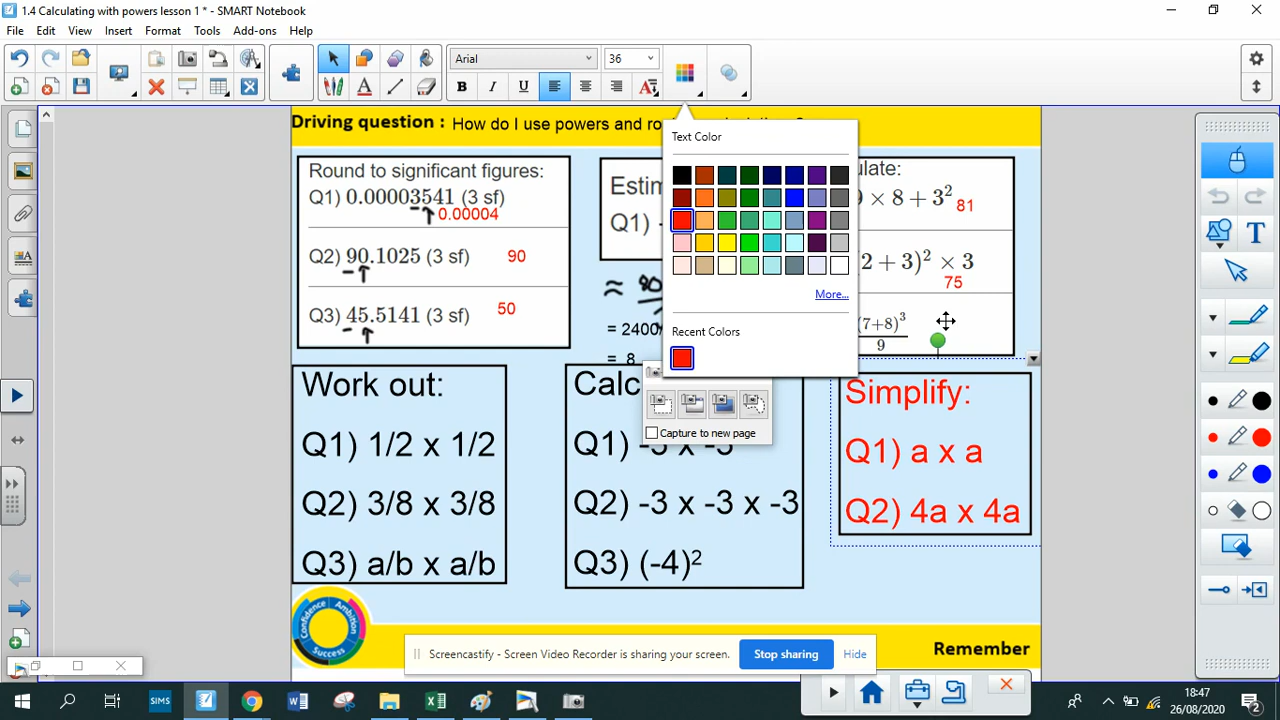 1.4 Calculating with powers lesson 1 * - SMART Notebook
File Edit View Insert Format Tools Add-ons Help
Arial 36
B I U
Driving question : How do I use powers and
Text Color
More...
Recent Colors
Round to significant figures:
Q1) 0.00003541 (3 sf)
0.00004
Q2) 90.1025 (3 sf) 90
Q3) 45.5141 (3 sf) 50
Q1)
≈
= 2400/
= 8
9 × 8 + 3² 81
(2 + 3)² × 3
75
(7+8)³
9
Work out:
Q1) 1/2 x 1/2
Q2) 3/8 x 3/8
Q3) a/b x a/b
Capture to new page
Q1) -3 x -3
Q2) -3 x -3 x -3
Q3) (-4)²
Simplify:
Q1) a x a
Q2) 4a x 4a
Confidence Ambition Success
Remember
Screencastify - Screen Video Recorder is sharing your screen. Stop sharing Hide
SIMS
18:47
26/08/2020
2